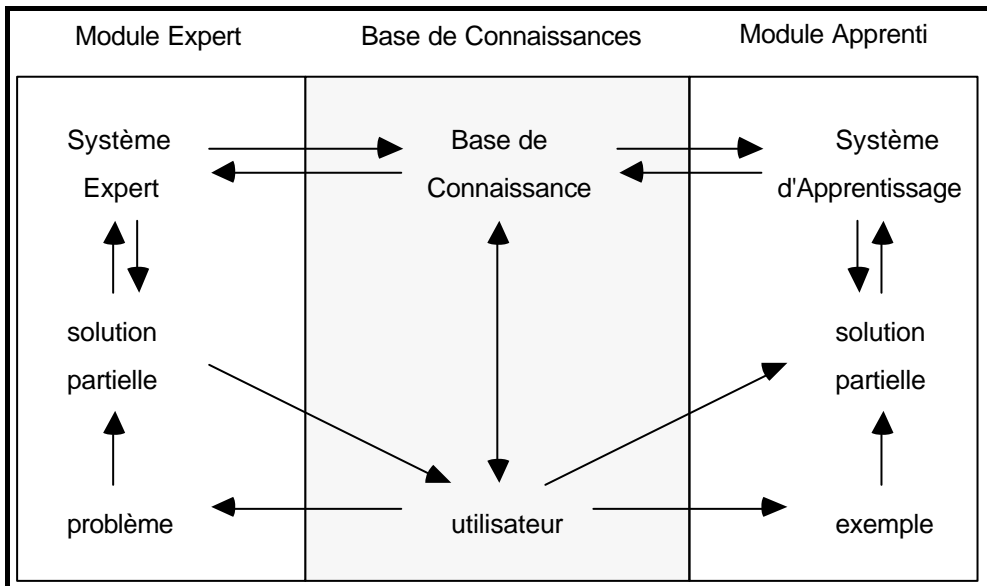 Module Expert
Base de Connaissances
Module Apprenti
Système
Expert
Base de
Connaissance
Système
d'Apprentissage
solution
partielle
solution
partielle
problème
utilisateur
exemple